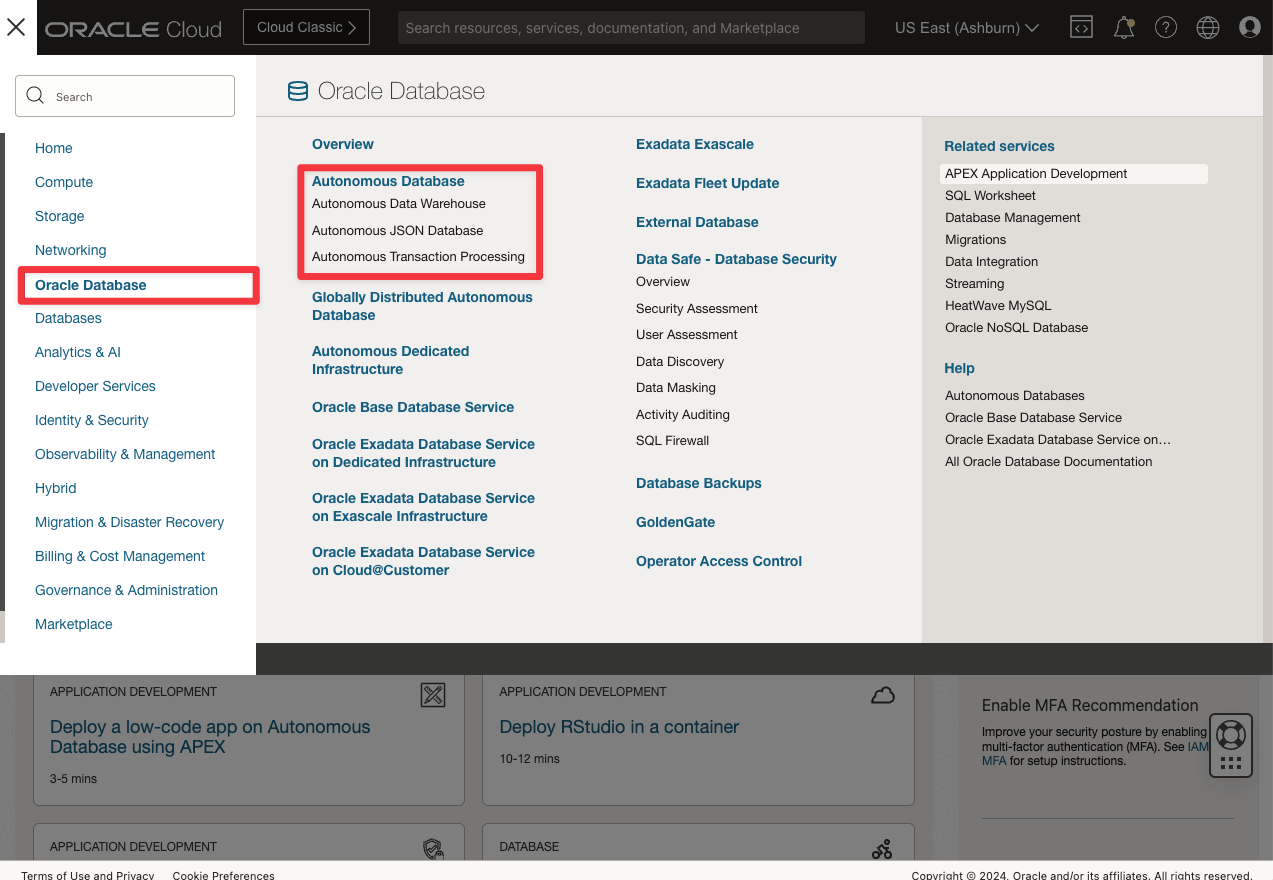 ORACLE Cloud
Cloud Classic
Search resources, services, documentation, and Marketplace
US East (Ashburn)
Search
Home
Compute
Storage
Networking
Oracle Database
Databases
Analytics & AI
Developer Services
Identity & Security
Observability & Management
Hybrid
Migration & Disaster Recovery
Billing & Cost Management
Governance & Administration
Marketplace
Oracle Database
Overview
Autonomous Database
Autonomous Data Warehouse
Autonomous JSON Database
Autonomous Transaction Processing
Globally Distributed Autonomous
Database
Autonomous Dedicated
Infrastructure
Oracle Base Database Service
Oracle Exadata Database Service
on Dedicated Infrastructure
Oracle Exadata Database Service
on Exascale Infrastructure
Oracle Exadata Database Service
on Cloud@Customer
Exadata Exascale
Exadata Fleet Update
External Database
Data Safe - Database Security
Overview
Security Assessment
User Assessment
Data Discovery
Data Masking
Activity Auditing
SQL Firewall
Database Backups
GoldenGate
Operator Access Control
Related services
APEX Application Development
SQL Worksheet
Database Management
Migrations
Data Integration
Streaming
HeatWave MySQL
Oracle NoSQL Database
Help
Autonomous Databases
Oracle Base Database Service
Oracle Exadata Database Service on…
All Oracle Database Documentation
APPLICATION DEVELOPMENT
Deploy a low-code app on Autonomous
Database using APEX
3-5 mins
APPLICATION DEVELOPMENT
Deploy RStudio in a container
10-12 mins
Enable MFA Recommendation
Improve your security posture by enabling
multi-factor authentication (MFA). See IAM
MFA for setup instructions.
APPLICATION DEVELOPMENT
DATABASE
Terms of Use and Privacy
Cookie Preferences
Copyright © 2024, Oracle and/or its affiliates. All rights reserved.